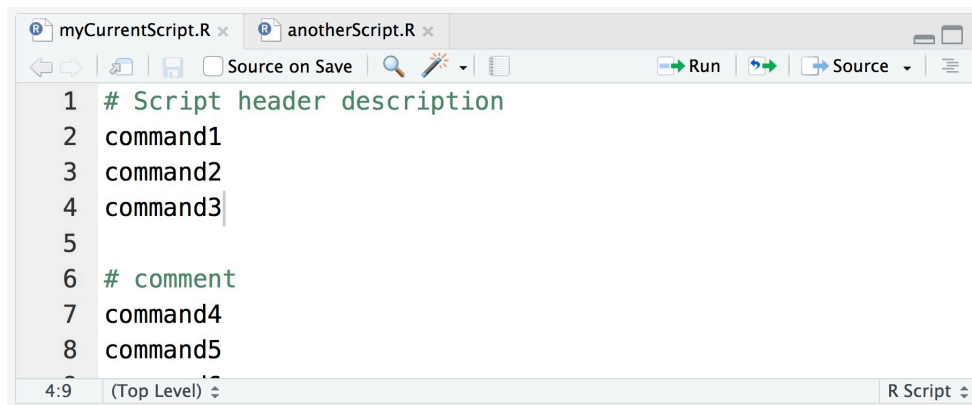 myCurrentScript.R anotherScript.R
Source on Save Run Source
1 # Script header description
2 command1
3 command2
4 command3
5
6 # comment
7 command4
8 command5
4:9 (Top Level) R Script